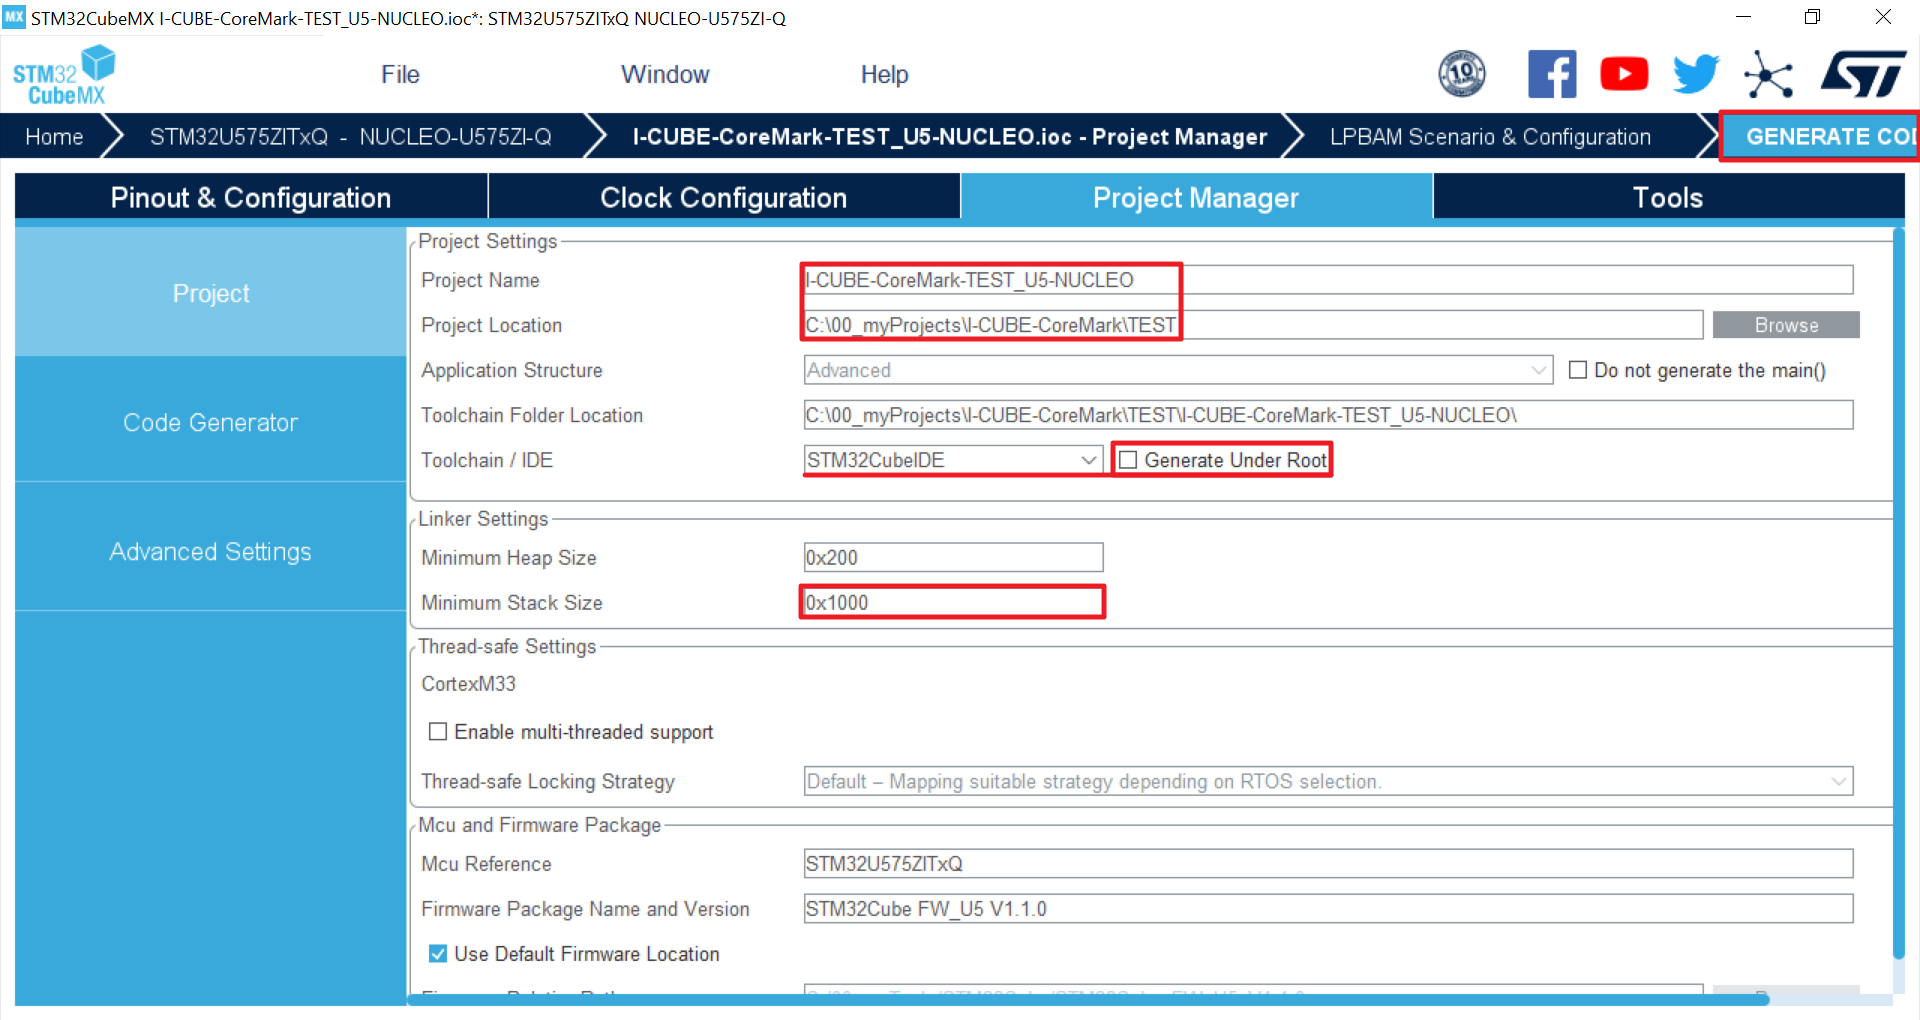 MX STM32CubeMX I-CUBE-CoreMark-TEST_U5-NUCLEO.ioc*: STM32U575ZITxQ NUCLEO-U575ZI-Q
STM32
CubeMX
File
Window
Help
10
ST
Home
STM32U575ZITxQ - NUCLEO-U575ZI-Q
I-CUBE-CoreMark-TEST_U5-NUCLEO.ioc - Project Manager
LPBAM Scenario & Configuration
GENERATE
Pinout & Configuration
Clock Configuration
Project Manager
Tools
Project
Code Generator
Advanced Settings
Project Settings
Project Name
I-CUBE-CoreMark-TEST_U5-NUCLEO
Project Location
C:\00_myProjects\I-CUBE-CoreMark\TEST
Browse
Application Structure
Advanced
Do not generate the main()
Toolchain Folder Location
C:\00_myProjects\I-CUBE-CoreMark\TEST\I-CUBE-CoreMark-TEST_U5-NUCLEO\
Toolchain / IDE
STM32CubeIDE
Generate Under Root
Linker Settings
Minimum Heap Size
0x200
Minimum Stack Size
0x1000
Thread-safe Settings
CortexM33
Enable multi-threaded support
Thread-safe Locking Strategy
Default – Mapping suitable strategy depending on RTOS selection.
Mcu and Firmware Package
Mcu Reference
STM32U575ZITxQ
Firmware Package Name and Version
STM32Cube FW_U5 V1.1.0
Use Default Firmware Location